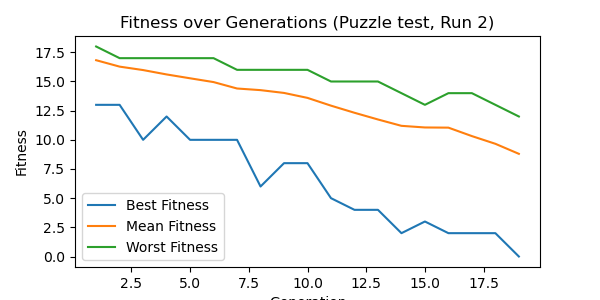 Fitness over Generations (Puzzle test, Run 2)
Fitness
17.5
15.0
12.5
10.0
7.5
5.0
2.5
0.0
Best Fitness
Mean Fitness
Worst Fitness
2.5 5.0 7.5 10.0 12.5 15.0 17.5
Generation